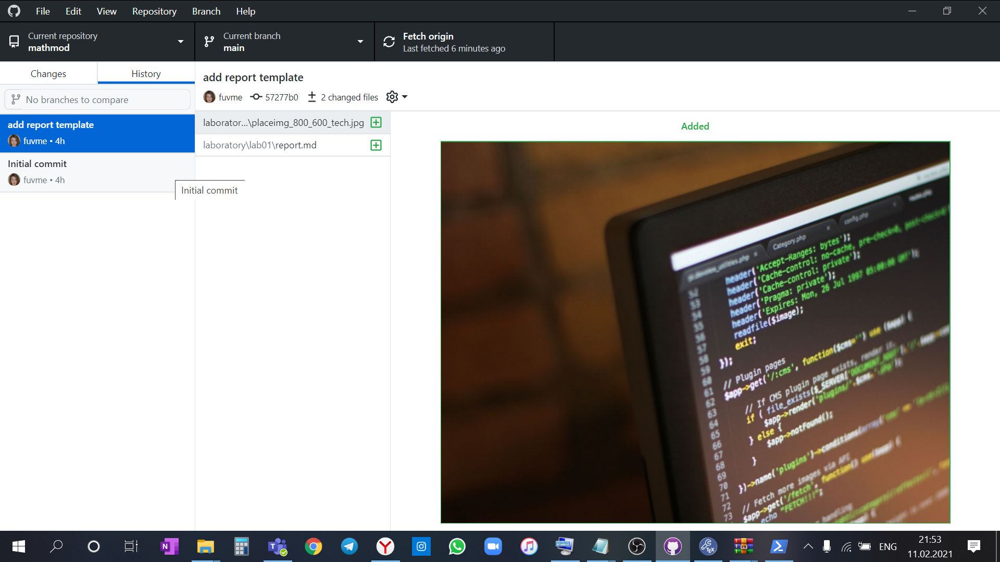 File Edit View Repository Branch Help
Current repository
mathmod
Current branch
main
Fetch origin
Last fetched 6 minutes ago
Changes
History
No branches to compare
add report template
fuvme • 4h
Initial commit
fuvme • 4h
Initial commit
add report template
fuvme 57277b0 2 changed files
laborator...\placeimg_800_600_tech.jpg
laboratory\lab01\report.md
Added
config.php
Category.php
52 header('Accept-Ranges: bytes');
53 header('Cache-control: no-cache, pre-check=0, post-check=0'
54 header('Cache-control: private');
55 header('Pragma: private');
56 header('Expires: Mon, 26 Jul 1997 05:00:00 GMT');
57 readfile($image);
58 exit;
59 });
60 // Plugin pages
61 $app->get('/:cms', function($cms='') use ($app) {
62 // If CMS plugin page exists, render it.
63 if ( file_exists($_SERVER['DOCUMENT_ROOT'].
64 $app->render('plugins/'.$cms.'.php');
65 } else {
66 $app->notFound();
67 }
68 })->name('plugins')->conditions(array('cms'
69
70 // Fetch more images via API
71 $app->get('/fetch', function() use($app) {
72 echo "FETCH!!!";
73 handling
$app->get(
ENG
21:53
11.02.2021